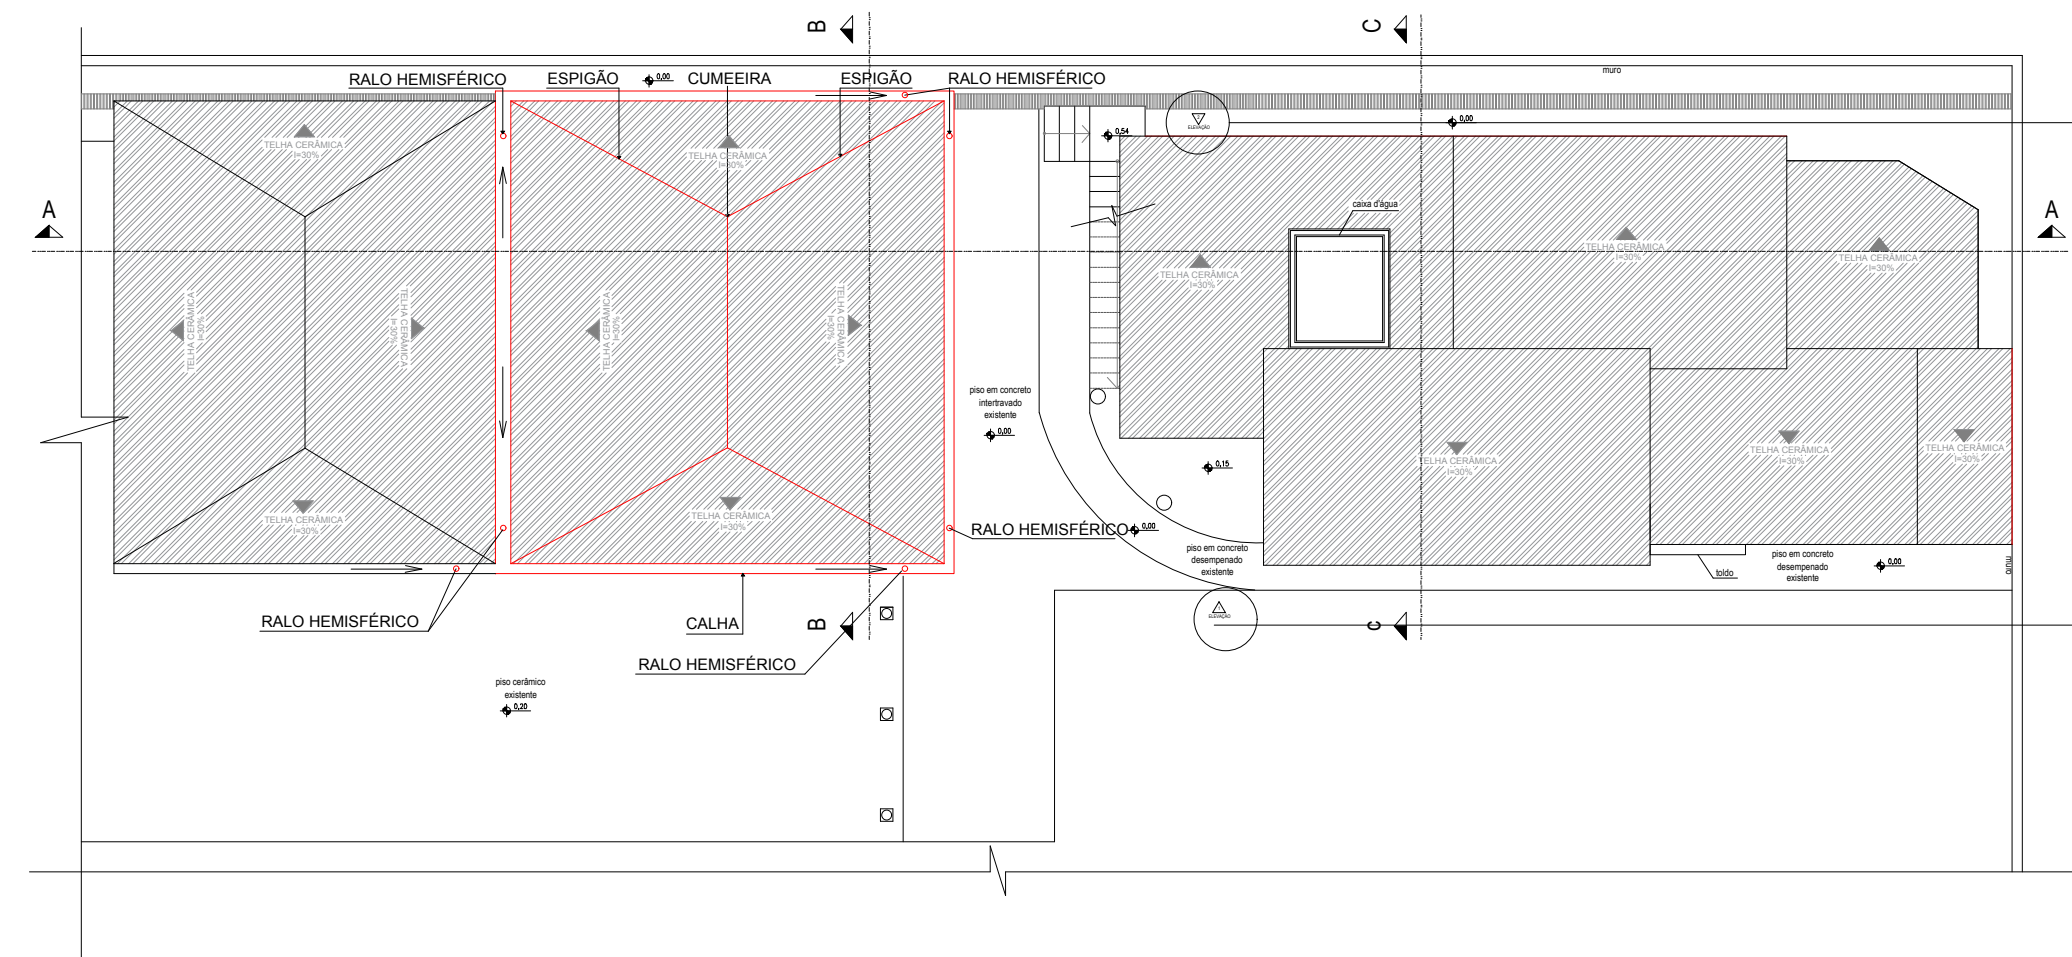 B
C
muro
RALO HEMISFÉRICO
ESPIGÃO
0,00
CUMEEIRA
ESPIGÃO
RALO HEMISFÉRICO
2
ELEVAÇÃO
0,00
0,54
TELHA CERÂMICA
I=30%
TELHA CERÂMICA
I=30%
A
A
caixa d'água
TELHA CERÂMICA
I=30%
TELHA CERÂMICA
I=30%
TELHA CERÂMICA
I=30%
TELHA CERÂMICA
I=30%
TELHA CERÂMICA
I=30%
TELHA CERÂMICA
I=30%
TELHA CERÂMICA
I=30%
piso em concreto
intertravado
existente
0,00
TELHA CERÂMICA
I=30%
TELHA CERÂMICA
I=30%
TELHA CERÂMICA
I=30%
0,15
TELHA CERÂMICA
I=30%
TELHA CERÂMICA
I=30%
RALO HEMISFÉRICO
0,00
piso em concreto
desempenado
existente
toldo
piso em concreto
desempenado
existente
0,00
muro
1
ELEVAÇÃO
RALO HEMISFÉRICO
CALHA
B
c
RALO HEMISFÉRICO
piso cerâmico
existente
0,20